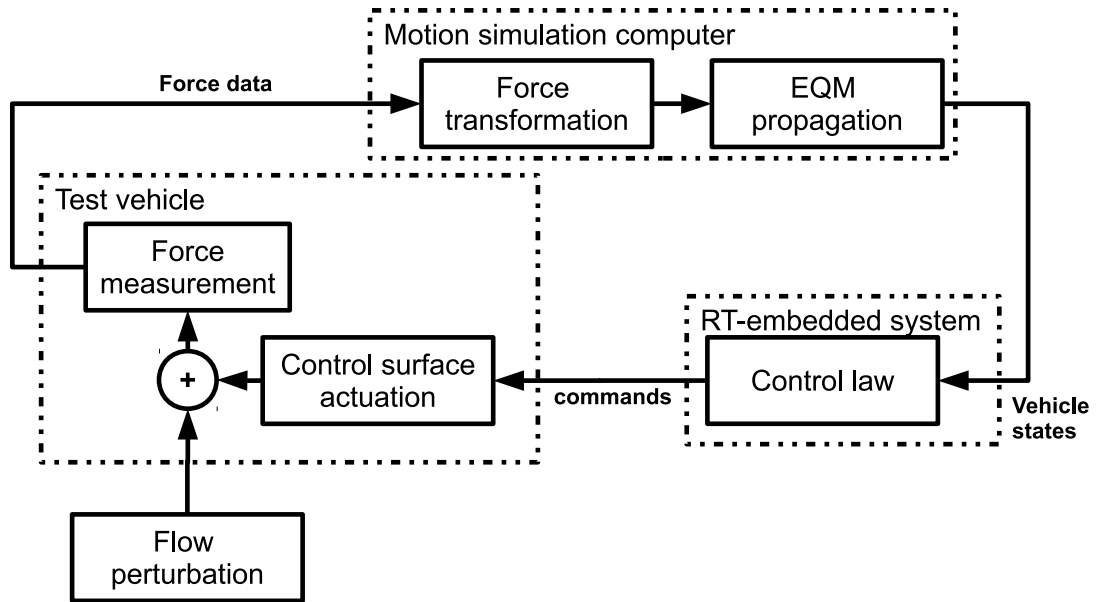 Motion simulation computer
Force data
Force
transformation
EQM
propagation
Test vehicle
Force
measurement
RT-embedded system
Control surface
actuation
+
commands
Control law
Vehicle
states
Flow
perturbation